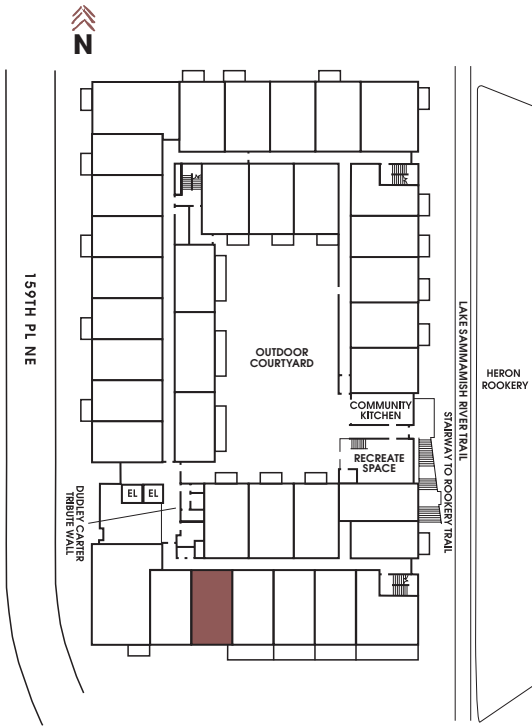 N
159TH PL NE
OUTDOOR
COURTYARD
LAKE SAMMAMISH RIVER TRAIL
HERON
ROOKERY
COMMUNITY
KITCHEN
STAIRWAY TO ROOKERY TRAIL
RECREATE
SPACE
EL EL
DUDLEY CARTER
TRIBUTE WALL